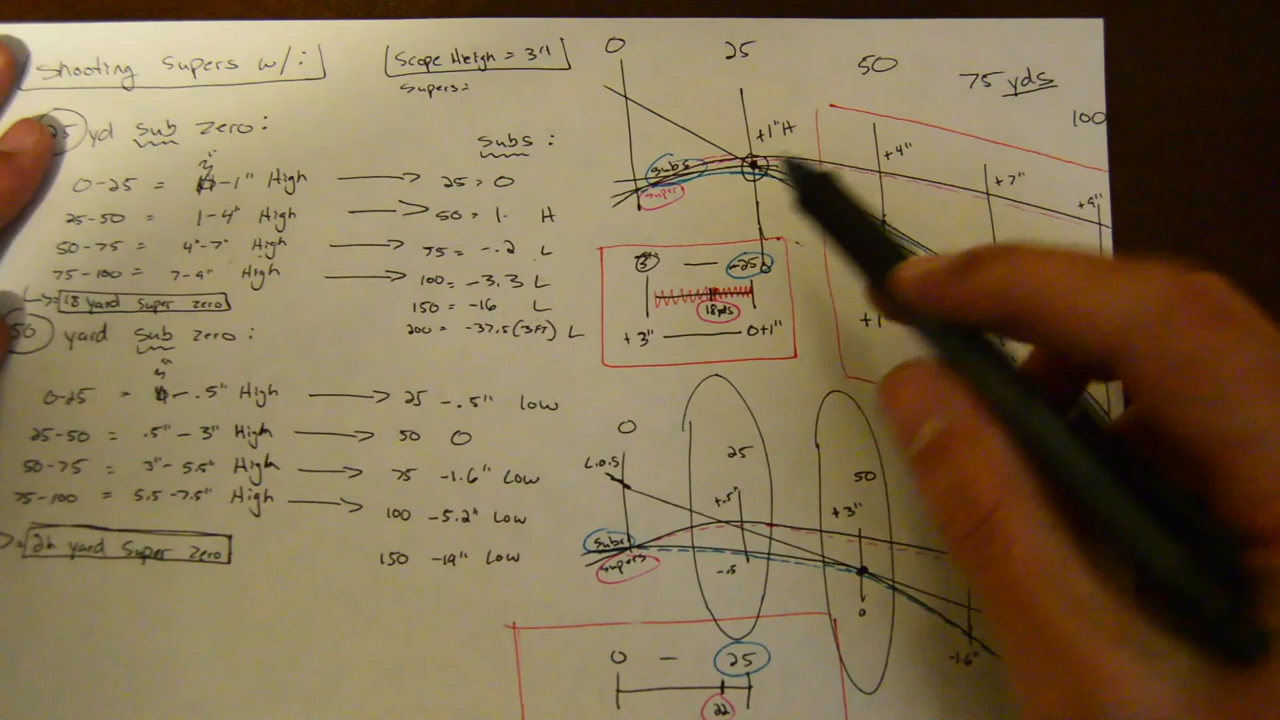 Shooting Supers w/:
Scope Heigh = 3"
Supers:
25 yd Sub Zero:
Subs:
0-25 = -1" High → 25 = 0
25-50 = 1-4" High → 50 = 1. H
50-75 = 4"-7" High → 75 = -.2 L
75-100 = 7-9" High → 100 = -3.3 L
18 yard Super Zero
150 = -16 L
200 = -37.5 (3FT) L
50 yard Sub Zero:
0-25 = -.5" High → 25 -.5" Low
25-50 = .5" - 3" High → 50 0
50-75 = 3" - 5.5" High → 75 -1.6" Low
75-100 = 5.5 - 7.5" High → 100 -5.2" Low
150 -19" Low
yard Super Zero
0 25 50 75 yds 100
+1" H
+4"
+7"
+9"
Subs
Super
0
+1
3" — 25
18yds
+3" — 0+1"
0 25 50
L.O.S
+.5"
+3"
Subs
Supers
-.5
0
-1.6"
0 — 25
22